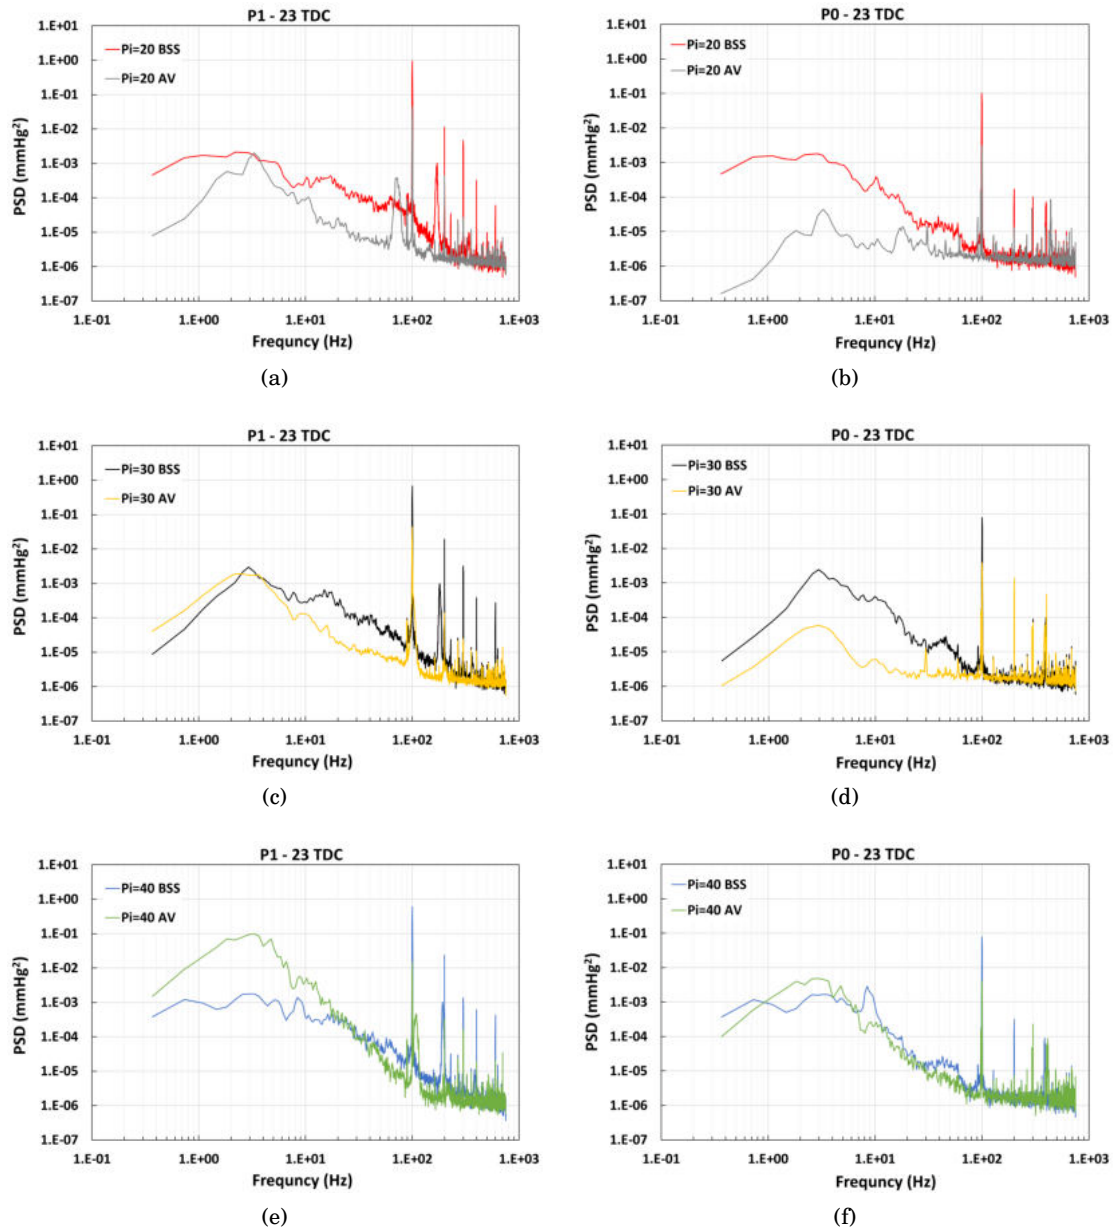 P1 - 23 TDC
1.E+01
1.E+00
1.E-01
1.E-02
1.E-03
1.E-04
1.E-05
1.E-06
1.E-07
PSD (mmHg²)
Pi=20 BSS
Pi=20 AV
1.E-01 1.E+00 1.E+01 1.E+02 1.E+03
Frequncy (Hz)
(a)
P0 - 23 TDC
1.E+01
1.E+00
1.E-01
1.E-02
1.E-03
1.E-04
1.E-05
1.E-06
1.E-07
PSD (mmHg²)
Pi=20 BSS
Pi=20 AV
1.E-01 1.E+00 1.E+01 1.E+02 1.E+03
Frequncy (Hz)
(b)
P1 - 23 TDC
1.E+01
1.E+00
1.E-01
1.E-02
1.E-03
1.E-04
1.E-05
1.E-06
1.E-07
PSD (mmHg²)
Pi=30 BSS
Pi=30 AV
1.E-01 1.E+00 1.E+01 1.E+02 1.E+03
Frequncy (Hz)
(c)
P0 - 23 TDC
1.E+01
1.E+00
1.E-01
1.E-02
1.E-03
1.E-04
1.E-05
1.E-06
1.E-07
PSD (mmHg²)
Pi=30 BSS
Pi=30 AV
1.E-01 1.E+00 1.E+01 1.E+02 1.E+03
Frequncy (Hz)
(d)
P1 - 23 TDC
1.E+01
1.E+00
1.E-01
1.E-02
1.E-03
1.E-04
1.E-05
1.E-06
1.E-07
PSD (mmHg²)
Pi=40 BSS
Pi=40 AV
1.E-01 1.E+00 1.E+01 1.E+02 1.E+03
Frequncy (Hz)
(e)
P0 - 23 TDC
1.E+01
1.E+00
1.E-01
1.E-02
1.E-03
1.E-04
1.E-05
1.E-06
1.E-07
PSD (mmHg²)
Pi=40 BSS
Pi=40 AV
1.E-01 1.E+00 1.E+01 1.E+02 1.E+03
Frequncy (Hz)
(f)